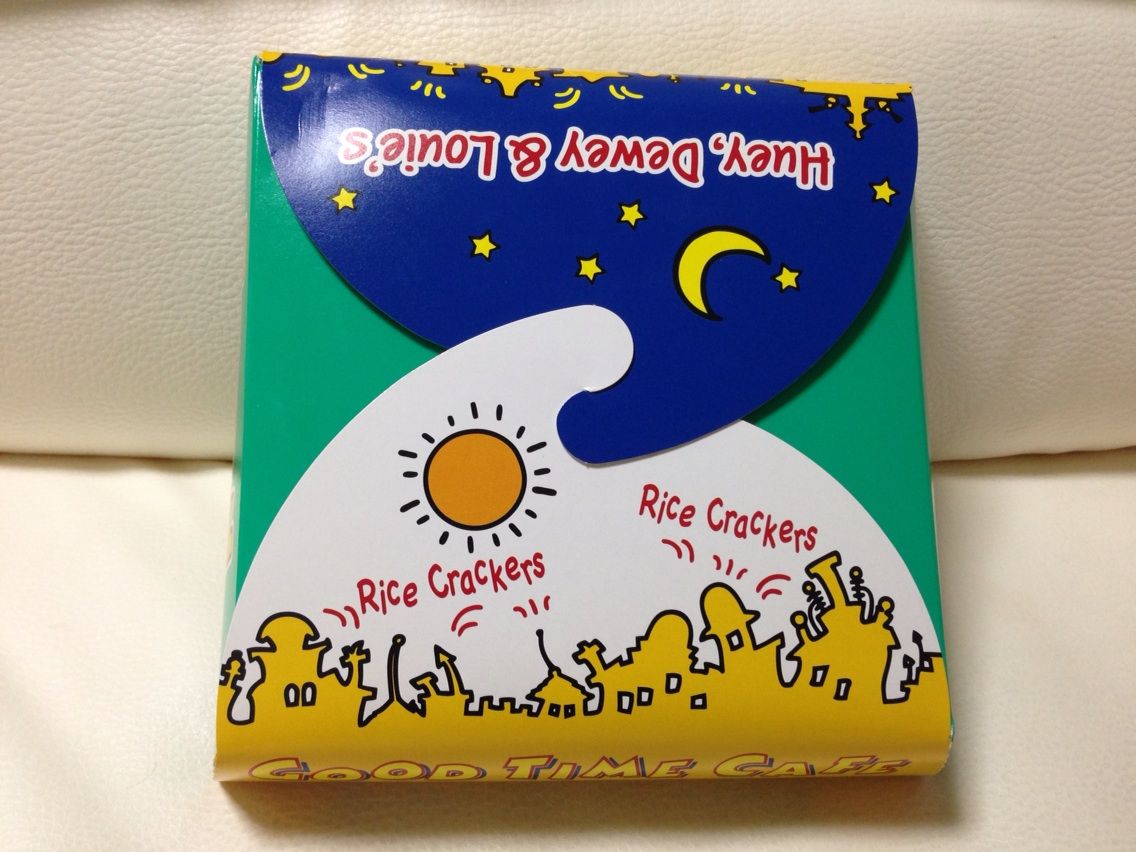 Huey, Dewey & Louie's
Rice Crackers
Rice Crackers
GOOD TIME CAFE